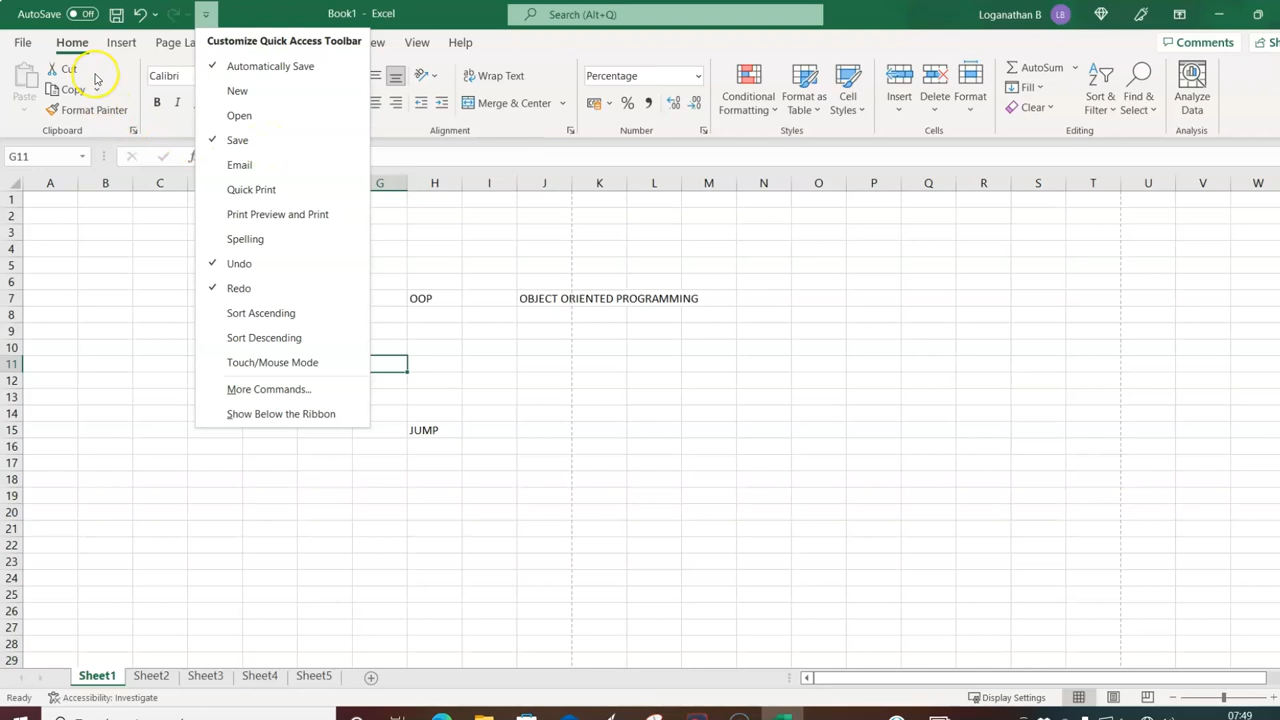 AutoSave Off Book1 - Excel Search (Alt+Q) Loganathan B LB
File Home Insert Page La ew View Help Comments Sh
Customize Quick Access Toolbar
Automatically Save
New
Open
Save
Email
Quick Print
Print Preview and Print
Spelling
Undo
Redo
Sort Ascending
Sort Descending
Touch/Mouse Mode
More Commands...
Show Below the Ribbon
Paste Cut
Copy
Format Painter
Clipboard
Calibri
B I
Wrap Text
Merge & Center
Alignment
Percentage
% 9
Number
Conditional Formatting
Format as Table
Cell Styles
Styles
Insert Delete Format
Cells
AutoSum
Fill
Clear
Sort & Filter
Find & Select
Editing
Analyze Data
Analysis
G11
A B C G H I J K L M N O P Q R S T U V W
1
2
3
4
5
6
7 OOP OBJECT ORIENTED PROGRAMMING
8
9
10
11
12
13
14
15 JUMP
16
17
18
19
20
21
22
23
24
25
26
27
28
29
Sheet1 Sheet2 Sheet3 Sheet4 Sheet5
Ready Accessibility: Investigate Display Settings
07:49